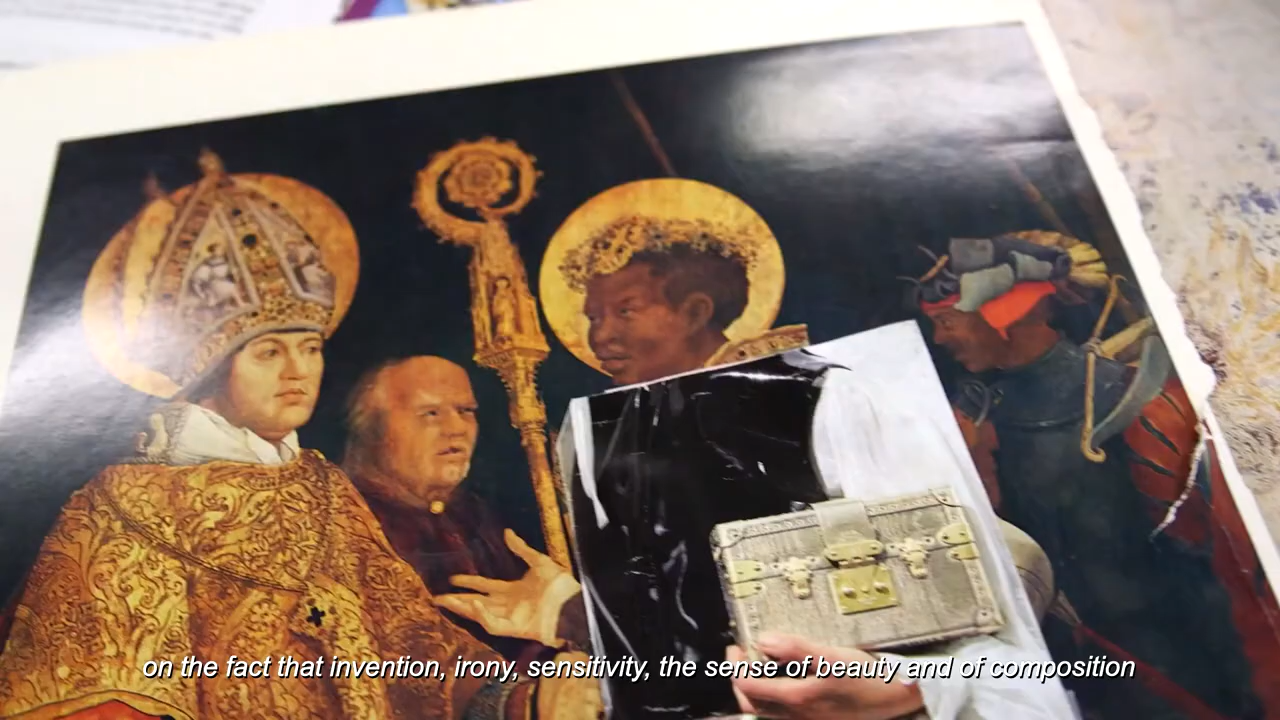 on the fact that invention, irony, sensitivity, the sense of beauty and of composition